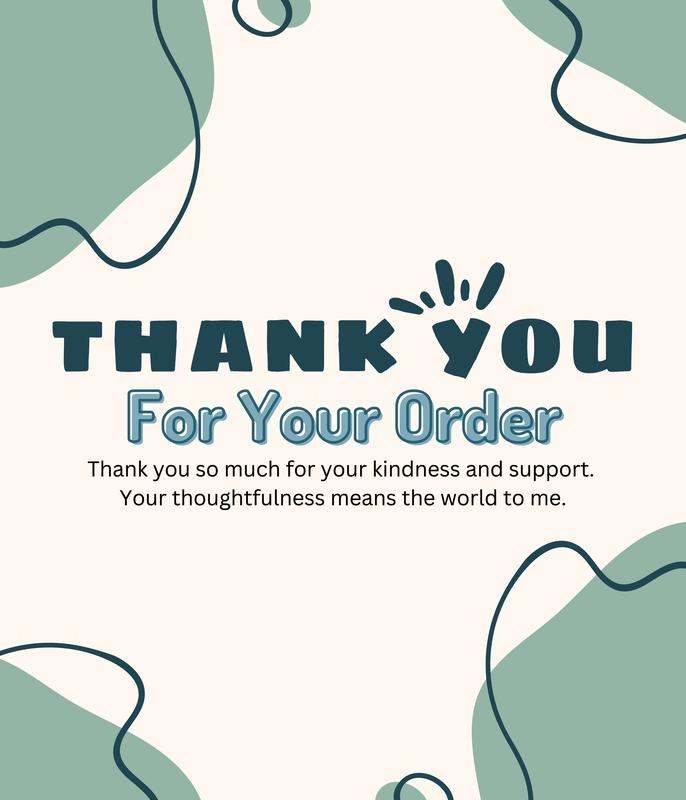 THANK YOU
For Your Order
Thank you so much for your kindness and support.
Your thoughtfulness means the world to me.